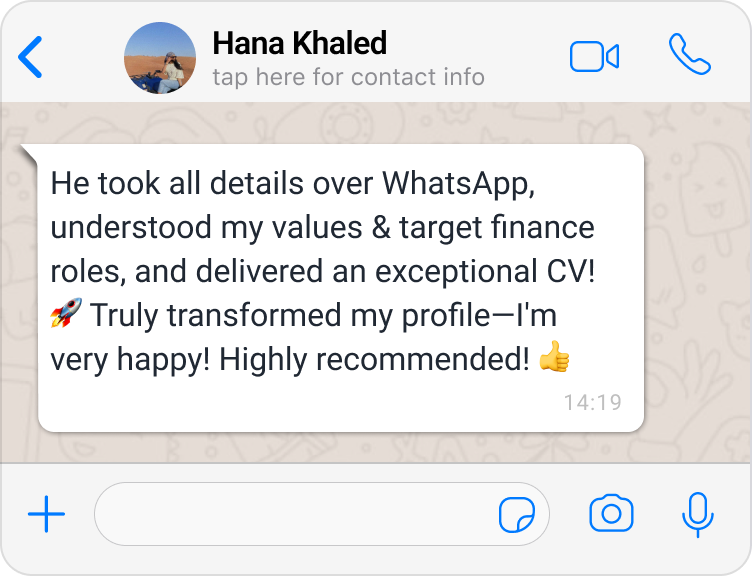 Hana Khaled
tap here for contact info
He took all details over WhatsApp,
understood my values & target finance
roles, and delivered an exceptional CV!
🚀 Truly transformed my profile—I'm
very happy! Highly recommended! 👍
14:19